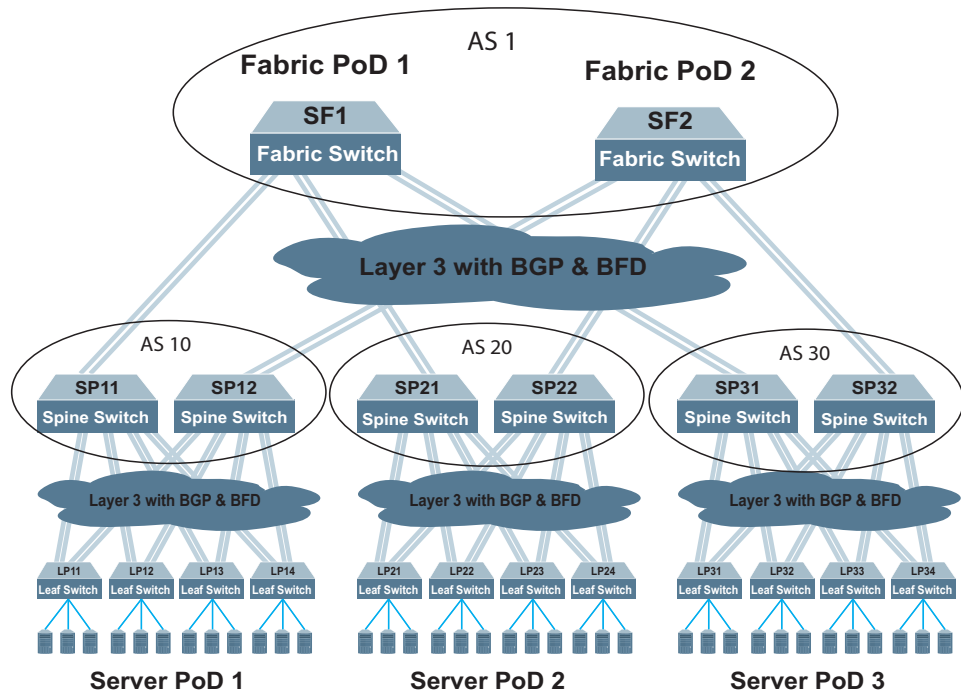 AS 1
Fabric PoD 1
Fabric PoD 2
SF1
Fabric Switch
SF2
Fabric Switch
Layer 3 with BGP & BFD
AS 10
SP11
Spine Switch
SP12
Spine Switch
AS 20
SP21
Spine Switch
SP22
Spine Switch
AS 30
SP31
Spine Switch
SP32
Spine Switch
Layer 3 with BGP & BFD
Layer 3 with BGP & BFD
Layer 3 with BGP & BFD
LP11
Leaf Switch
LP12
Leaf Switch
LP13
Leaf Switch
LP14
Leaf Switch
LP21
Leaf Switch
LP22
Leaf Switch
LP23
Leaf Switch
LP24
Leaf Switch
LP31
Leaf Switch
LP32
Leaf Switch
LP33
Leaf Switch
LP34
Leaf Switch
Server PoD 1
Server PoD 2
Server PoD 3